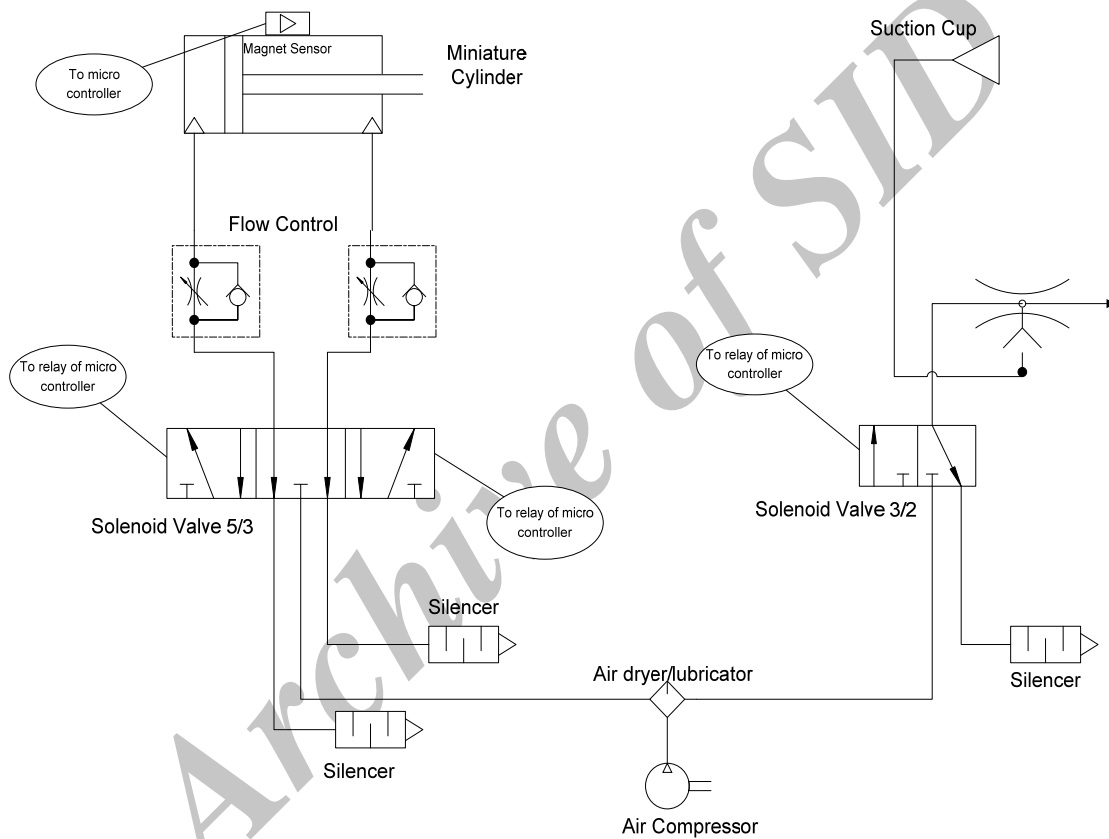 Suction Cup
Magnet Sensor
Miniature
Cylinder
To micro
controller
Flow Control
To relay of micro
controller
To relay of micro
controller
Solenoid Valve 5/3
To relay of micro
controller
Solenoid Valve 3/2
Silencer
Air dryer/lubricator
Silencer
Silencer
Air Compressor
Archive of SID